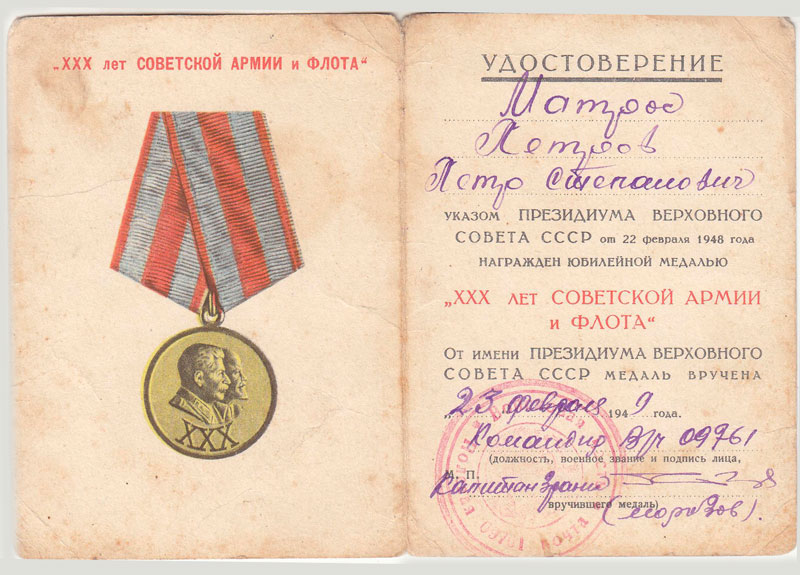 „XXX лет СОВЕТСКОЙ АРМИИ и ФЛОТА“
XXX
УДОСТОВЕРЕНИЕ
Матрос
Петров
Петр Степанович
указом ПРЕЗИДИУМА ВЕРХОВНОГО
СОВЕТА СССР от 22 февраля 1948 года
НАГРАЖДЕН ЮБИЛЕЙНОЙ МЕДАЛЬЮ
„XXX ЛЕТ СОВЕТСКОЙ АРМИИ
и ФЛОТА“
От имени ПРЕЗИДИУМА ВЕРХОВНОГО
СОВЕТА СССР МЕДАЛЬ ВРУЧЕНА
„23 февраля 1949 года.
Командир В/ч 09761
(должность, военное звание и подпись лица,
М. П.
Капитан 3 ранга
вручившего медаль)
(Морозов).